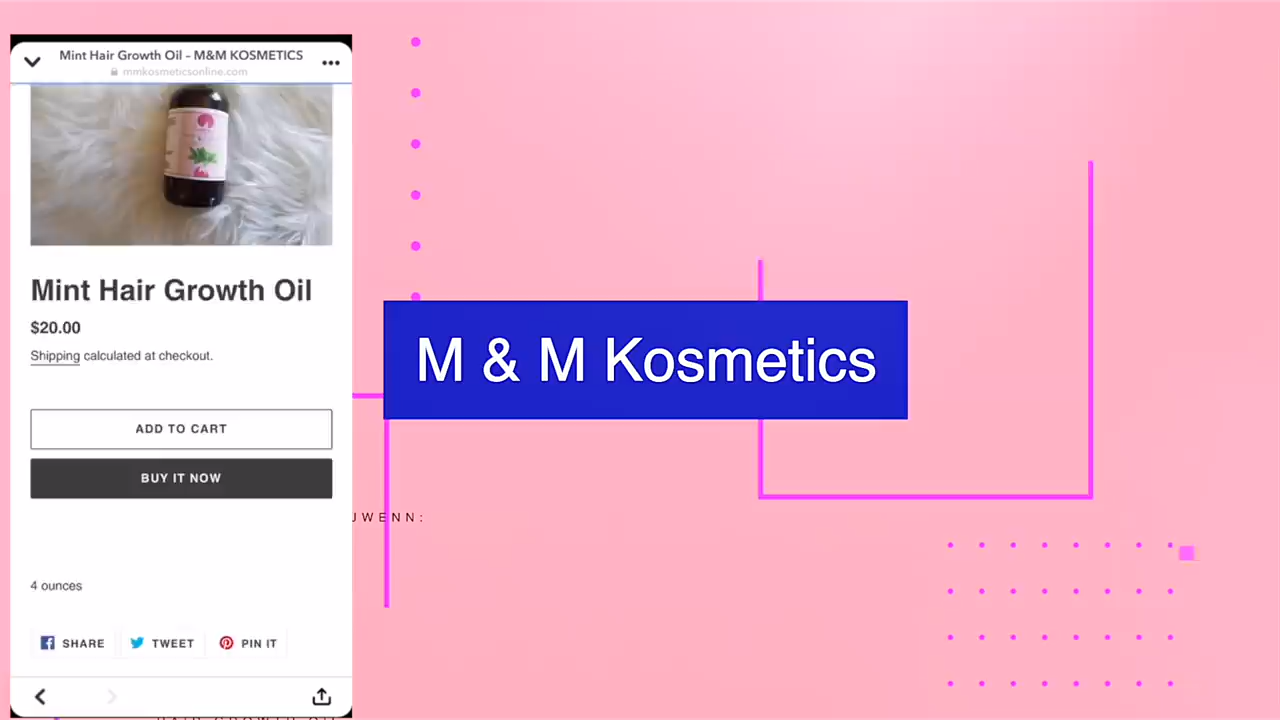 Mint Hair Growth Oil – M&M KOSMETICS
mmkosmeticsonline.com
Mint Hair Growth Oil
$20.00
Shipping calculated at checkout.
ADD TO CART
BUY IT NOW
4 ounces
SHARE
TWEET
PIN IT
M & M Kosmetics
UWENN: